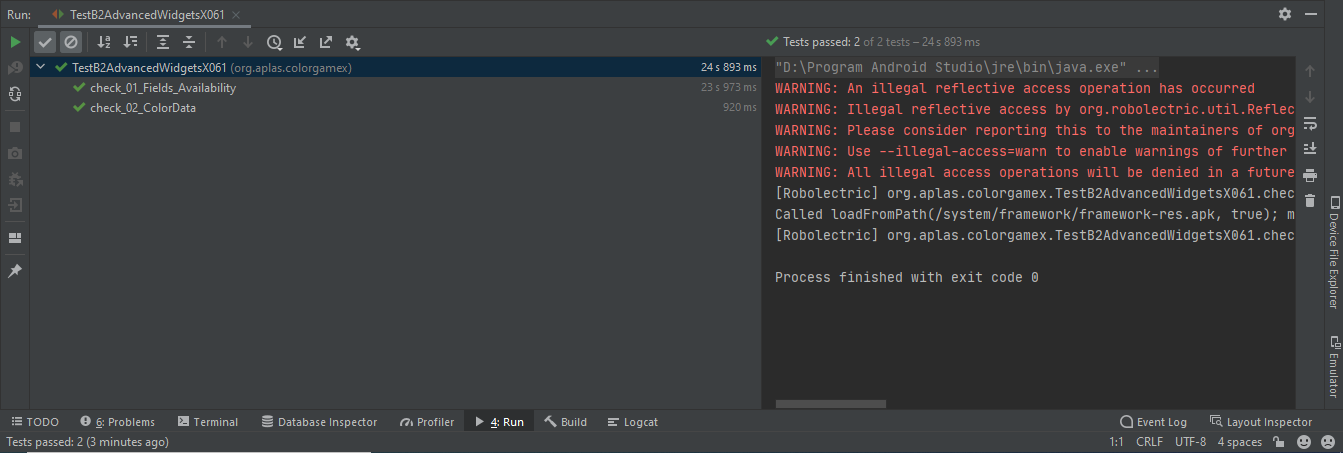 Run: TestB2AdvancedWidgetsX061
Tests passed: 2 of 2 tests – 24 s 893 ms
TestB2AdvancedWidgetsX061 (org.aplas.colorgamex) 24 s 893 ms
check_01_Fields_Availability 23 s 973 ms
check_02_ColorData 920 ms
"D:\Program Android Studio\jre\bin\java.exe" ...
WARNING: An illegal reflective access operation has occurred
WARNING: Illegal reflective access by org.robolectric.util.Reflec
WARNING: Please consider reporting this to the maintainers of org
WARNING: Use --illegal-access=warn to enable warnings of further
WARNING: All illegal access operations will be denied in a future
[Robolectric] org.aplas.colorgamex.TestB2AdvancedWidgetsX061.chec
Called loadFromPath(/system/framework/framework-res.apk, true); m
[Robolectric] org.aplas.colorgamex.TestB2AdvancedWidgetsX061.chec
Process finished with exit code 0
Device File Explorer
Emulator
TODO 6: Problems Terminal Database Inspector Profiler 4: Run Build Logcat Event Log Layout Inspector
Tests passed: 2 (3 minutes ago) 1:1 CRLF UTF-8 4 spaces